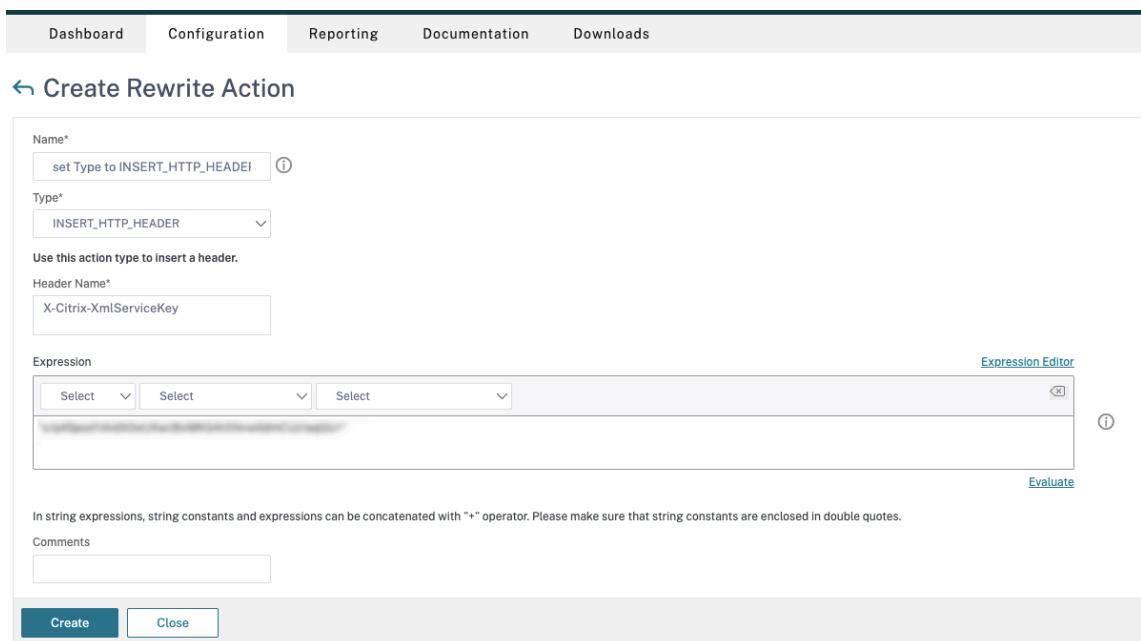 Dashboard Configuration Reporting Documentation Downloads
Create Rewrite Action
Name*
set Type to INSERT_HTTP_HEADE
Type*
INSERT_HTTP_HEADER
Use this action type to insert a header.
Header Name*
X-Citrix-XmlServiceKey
Expression Expression Editor
Select Select Select
Evaluate
In string expressions, string constants and expressions can be concatenated with "+" operator. Please make sure that string constants are enclosed in double quotes.
Comments
Create Close